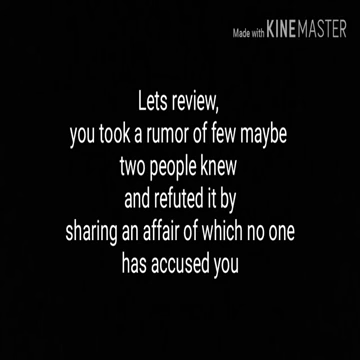 Made with KINEMASTER
Lets review,
you took a rumor of few maybe
two people knew
and refuted it by
sharing an affair of which no one
has accused you